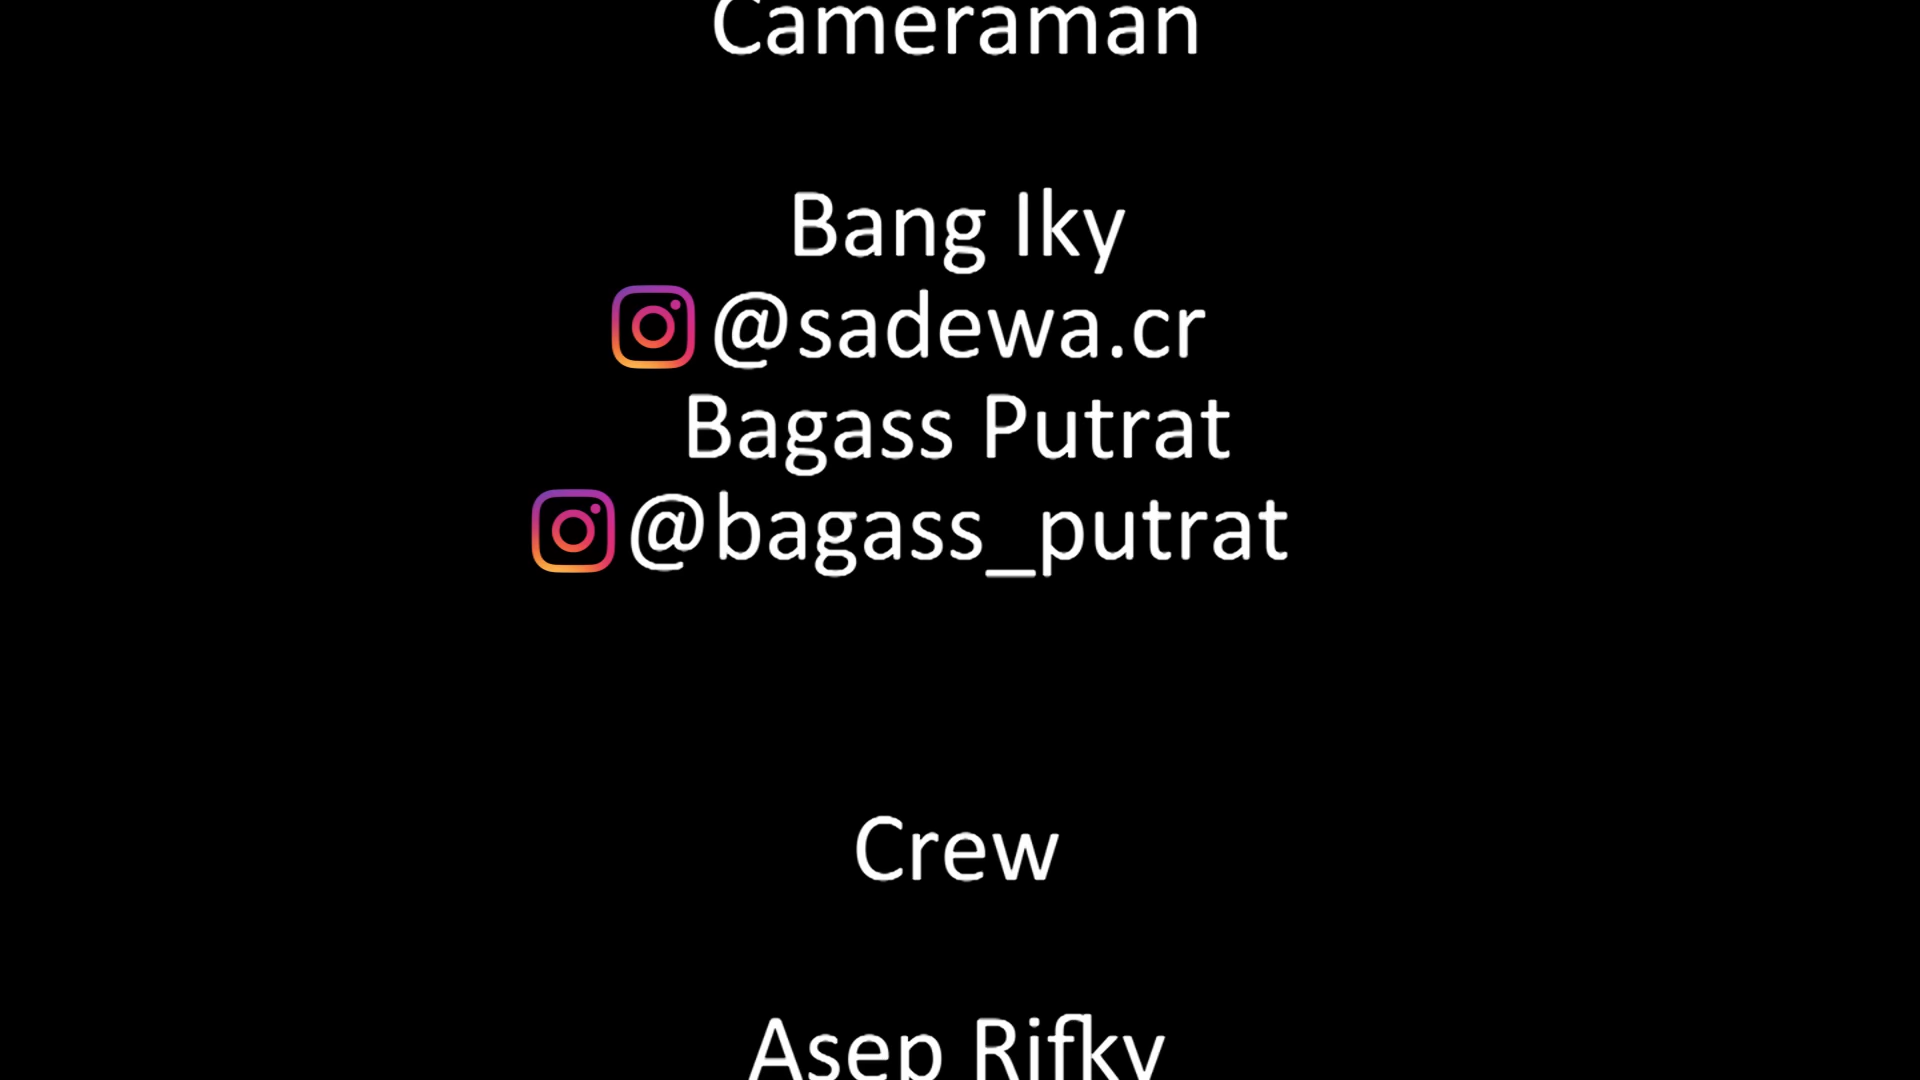 Cameraman
Bang Iky
@sadewa.cr
Bagass Putrat
@bagass_putrat
Crew
Asep Rifky